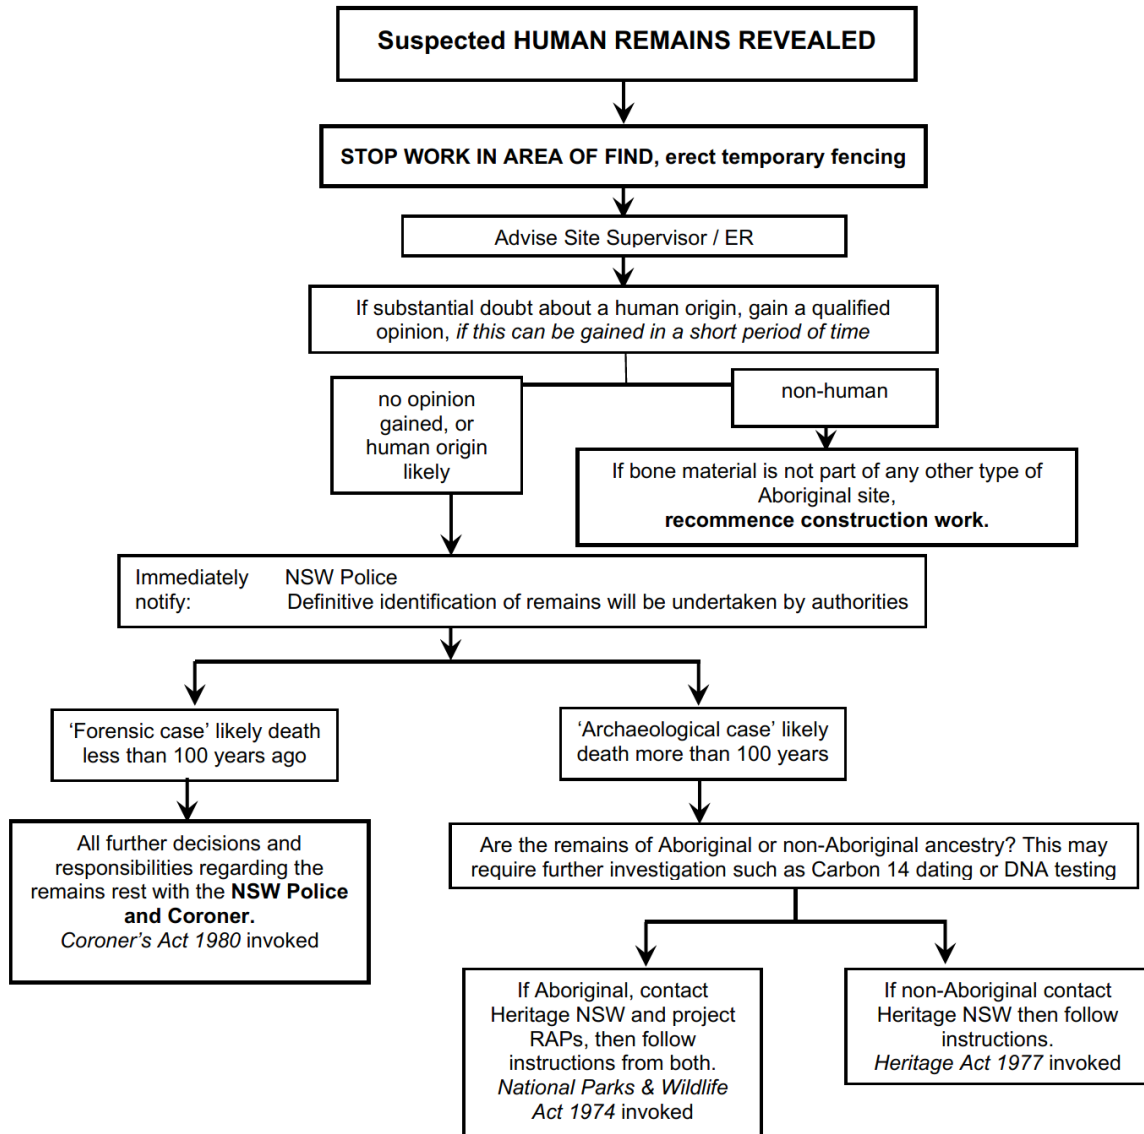 Suspected HUMAN REMAINS REVEALED
STOP WORK IN AREA OF FIND, erect temporary fencing
Advise Site Supervisor / ER
If substantial doubt about a human origin, gain a qualified
opinion, if this can be gained in a short period of time
no opinion
gained, or
human origin
likely
non-human
If bone material is not part of any other type of
Aboriginal site,
recommence construction work.
Immediately NSW Police
notify: Definitive identification of remains will be undertaken by authorities
‘Forensic case’ likely death
less than 100 years ago
‘Archaeological case’ likely
death more than 100 years
All further decisions and
responsibilities regarding the
remains rest with the NSW Police
and Coroner.
Coroner’s Act 1980 invoked
Are the remains of Aboriginal or non-Aboriginal ancestry? This may
require further investigation such as Carbon 14 dating or DNA testing
If Aboriginal, contact
Heritage NSW and project
RAPs, then follow
instructions from both.
National Parks & Wildlife
Act 1974 invoked
If non-Aboriginal contact
Heritage NSW then follow
instructions.
Heritage Act 1977 invoked